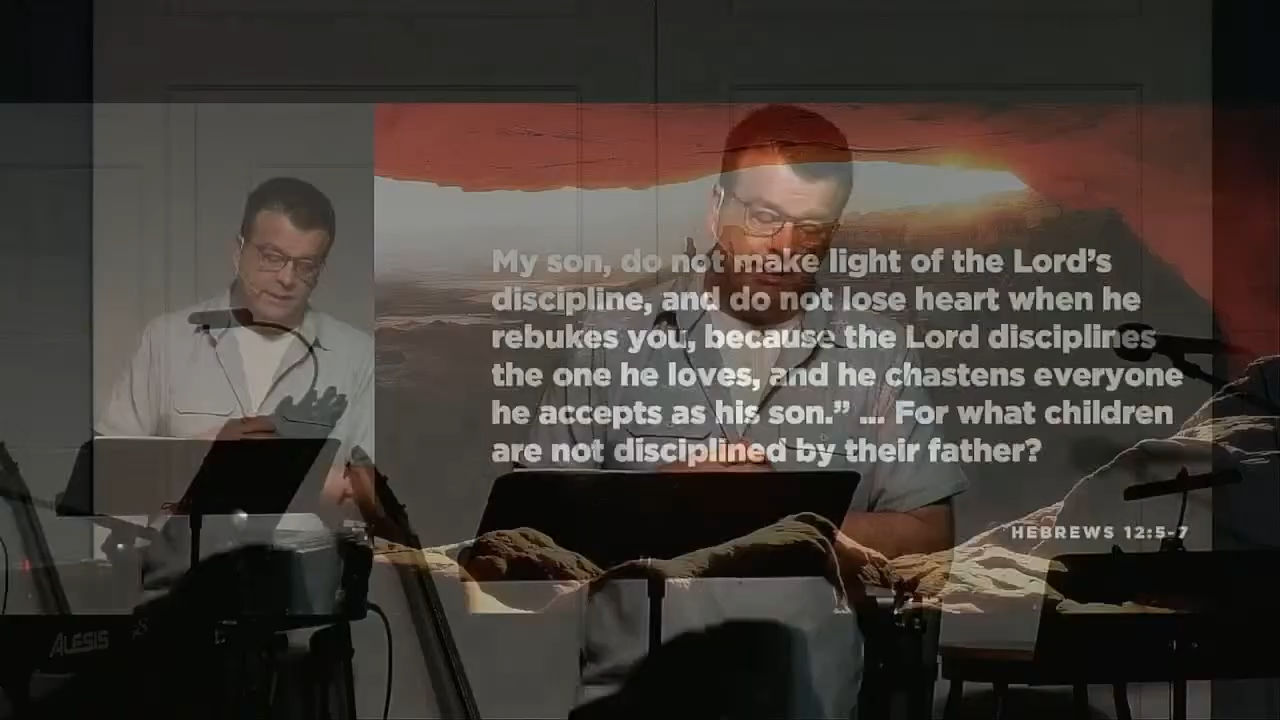 My son, do not make light of the Lord’s
discipline, and do not lose heart when he
rebukes you, because the Lord disciplines
the one he loves, and he chastens everyone
he accepts as his son.” ... For what children
are not disciplined by their father?
HEBREWS 12:5-7
ALESIS